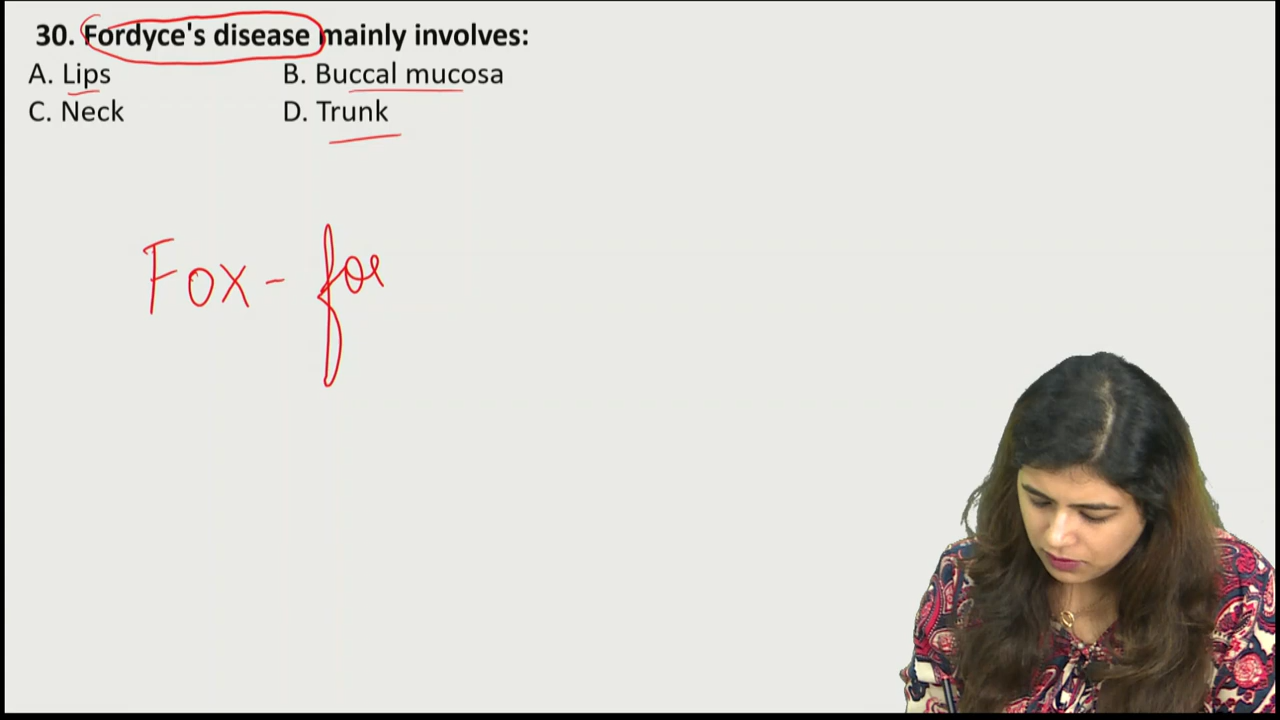 30. Fordyce's disease mainly involves:
A. Lips B. Buccal mucosa
C. Neck D. Trunk
Fox - for